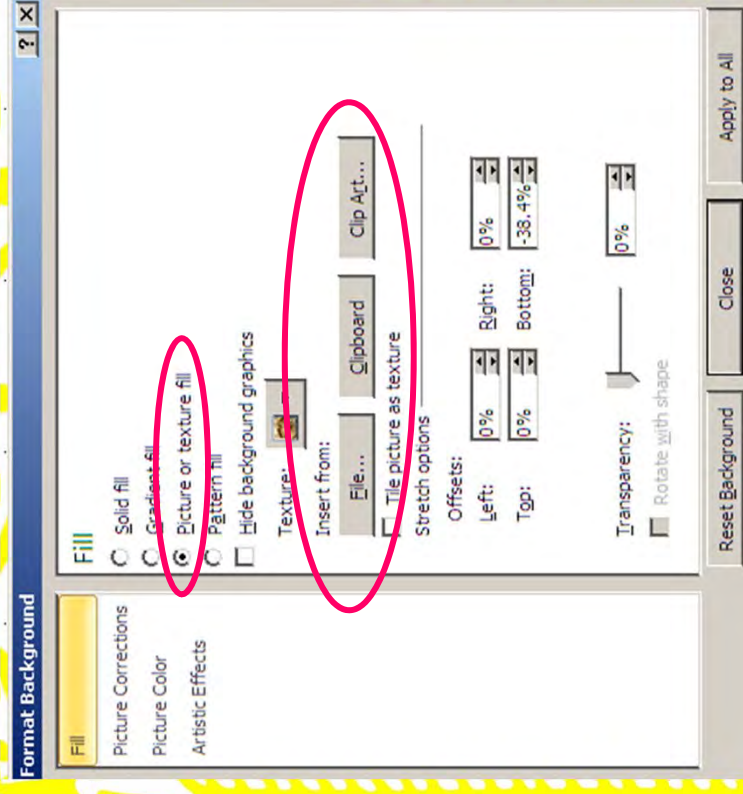 Format Background
Fill
Picture Corrections
Picture Color
Artistic Effects
Fill
Solid fill
Gradient fill
Picture or texture fill
Pattern fill
Hide background graphics
Texture:
Insert from:
File... Clipboard Clip Art...
Tile picture as texture
Stretch options
Offsets:
Left: 0% Right: 0%
Top: 0% Bottom: -38.4%
Transparency: 0%
Rotate with shape
Reset Background Close Apply to All